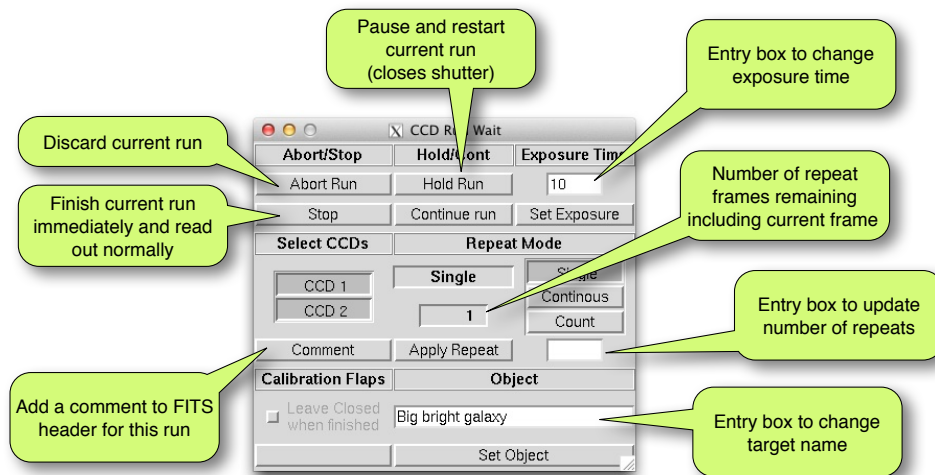 Pause and restart
current run
(closes shutter)
Entry box to change
exposure time
Discard current run
CCD Run Wait
Abort/Stop
Hold/Cont
Exposure Time
Abort Run
Hold Run
10
Number of repeat
frames remaining
including current frame
Finish current run
immediately and read
out normally
Stop
Continue run
Set Exposure
Select CCDs
Repeat Mode
CCD 1
CCD 2
Single
1
Single
Continous
Count
Entry box to update
number of repeats
Comment
Apply Repeat
Calibration Flaps
Object
Add a comment to FITS
header for this run
Leave Closed
when finished
Big bright galaxy
Entry box to change
target name
Set Object